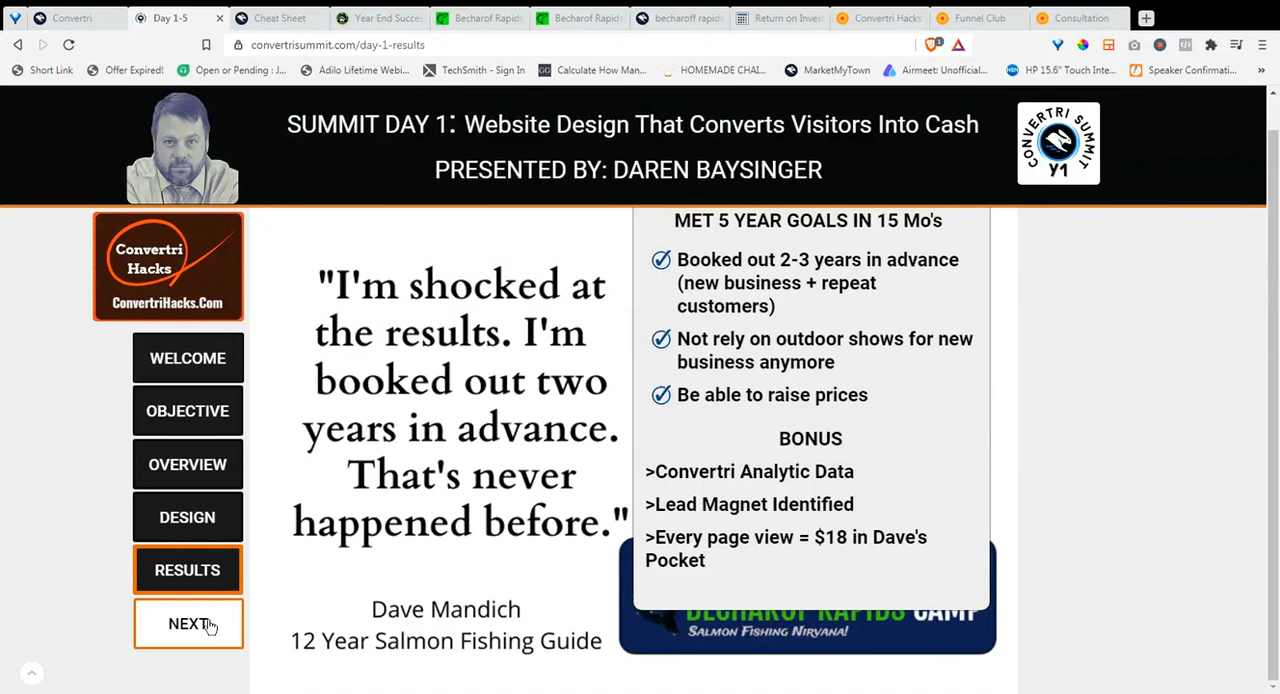 Convertri
Day 1-5
Cheat Sheet
Year End Succes
Becharof Rapids
Becharof Rapids
becharoff rapids
Return on Invest
Convertri Hacks
Funnel Club
Consultation
convertrisummit.com/day-1-results
1
Short Link
Offer Expired!
Open or Pending : J...
Adilo Lifetime Webi...
TechSmith - Sign In
Calculate How Man...
HOMEMADE CHAI...
MarketMyTown
Airmeet: Unofficial...
HP 15.6" Touch Inte...
Speaker Confirmati...
SUMMIT DAY 1: Website Design That Converts Visitors Into Cash
PRESENTED BY: DAREN BAYSINGER
CONVERTRI SUMMIT
Y1
Convertri
Hacks
ConvertriHacks.Com
WELCOME
OBJECTIVE
OVERVIEW
DESIGN
RESULTS
NEXT
"I'm shocked at
the results. I'm
booked out two
years in advance.
That's never
happened before."
Dave Mandich
12 Year Salmon Fishing Guide
MET 5 YEAR GOALS IN 15 Mo's
Booked out 2-3 years in advance
(new business + repeat
customers)
Not rely on outdoor shows for new
business anymore
Be able to raise prices
BONUS
>Convertri Analytic Data
>Lead Magnet Identified
>Every page view = $18 in Dave's
Pocket
BECHAROF RAPIDS CAMP
SALMON FISHING NIRVANA!